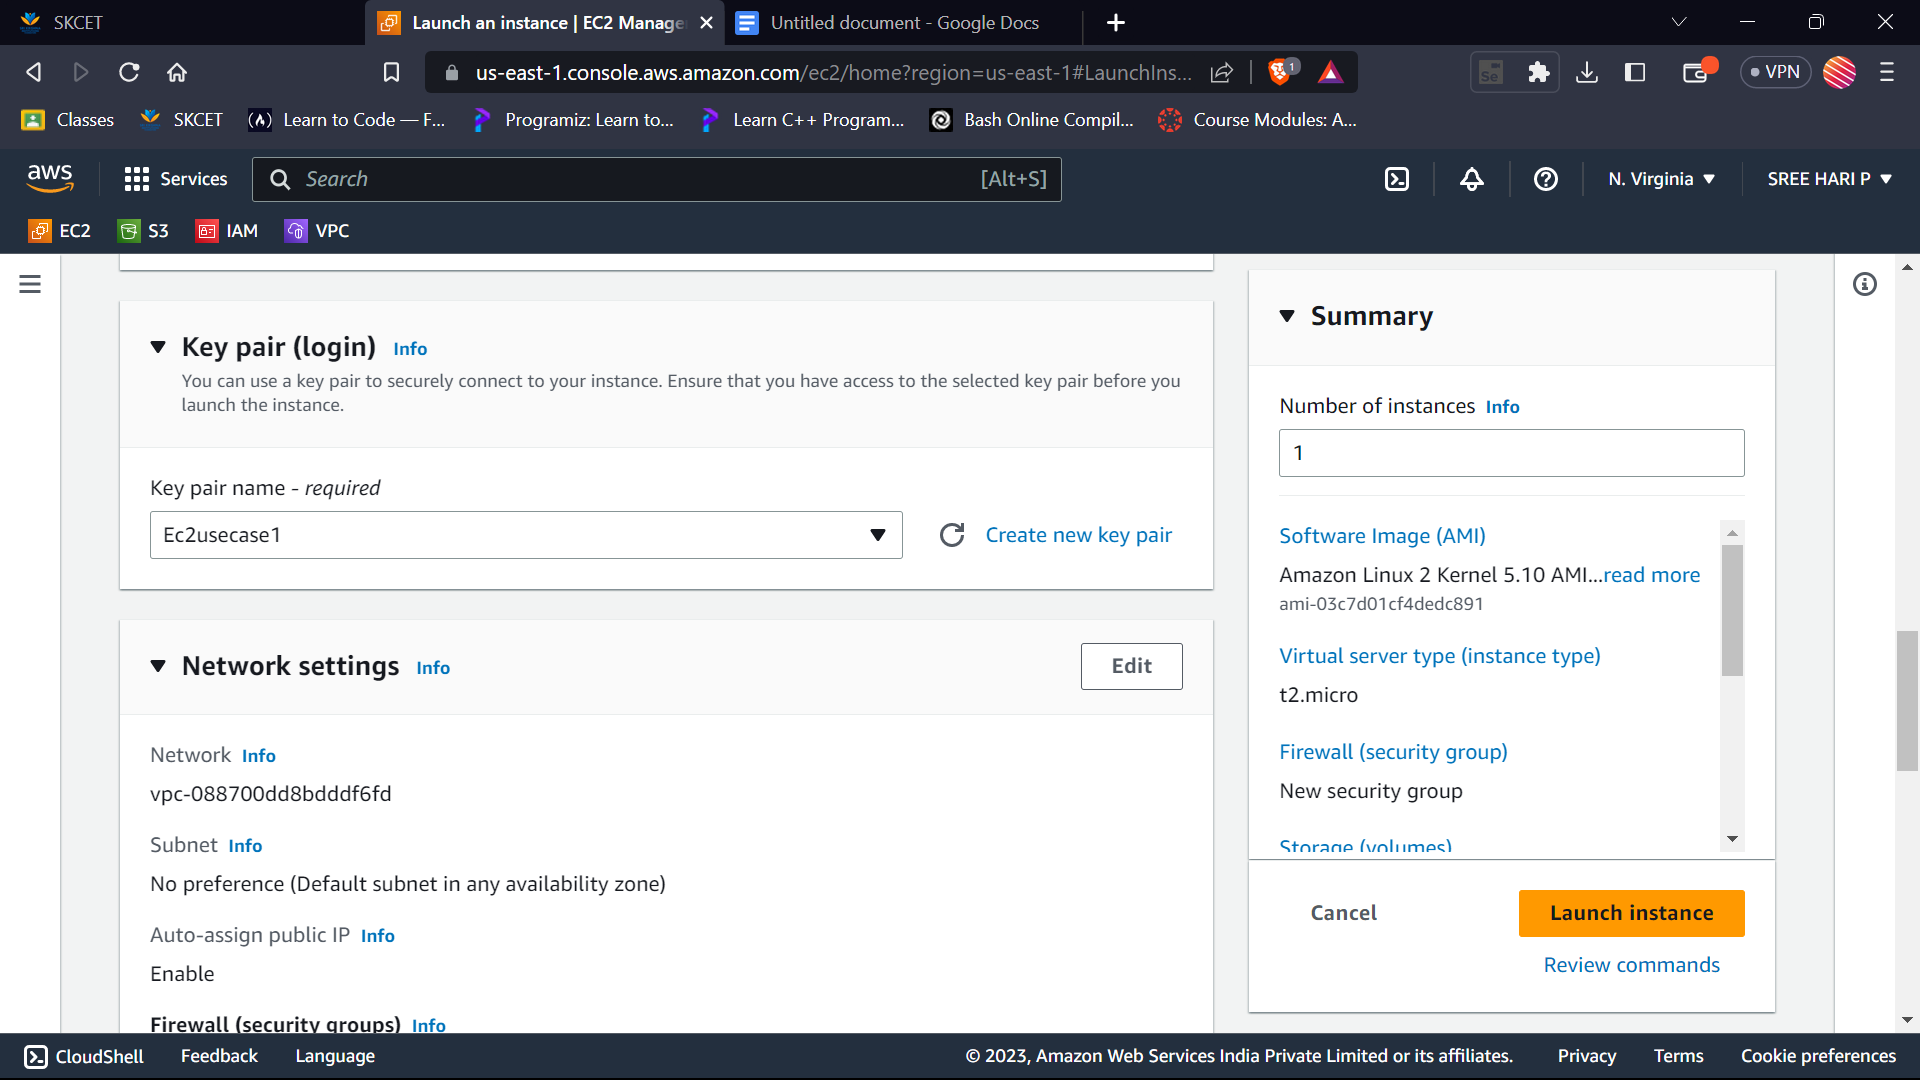 SKCET
Launch an instance | EC2 Manage
Untitled document - Google Docs
us-east-1.console.aws.amazon.com/ec2/home?region=us-east-1#LaunchIns...
Se
1
VPN
Classes
SKCET
Learn to Code — F...
Programiz: Learn to...
Learn C++ Program...
Bash Online Compil...
Course Modules: A...
aws
Services
Search
[Alt+S]
N. Virginia
SREE HARI P
EC2
S3
IAM
VPC
Key pair (login) Info
You can use a key pair to securely connect to your instance. Ensure that you have access to the selected key pair before you
launch the instance.
Key pair name - required
Ec2usecase1
Create new key pair
Network settings Info
Edit
Network Info
vpc-088700dd8bdddf6fd
Subnet Info
No preference (Default subnet in any availability zone)
Auto-assign public IP Info
Enable
Firewall (security groups) Info
Summary
Number of instances Info
1
Software Image (AMI)
Amazon Linux 2 Kernel 5.10 AMI...read more
ami-03c7d01cf4dedc891
Virtual server type (instance type)
t2.micro
Firewall (security group)
New security group
Storage (volumes)
Cancel
Launch instance
Review commands
CloudShell
Feedback
Language
© 2023, Amazon Web Services India Private Limited or its affiliates.
Privacy
Terms
Cookie preferences